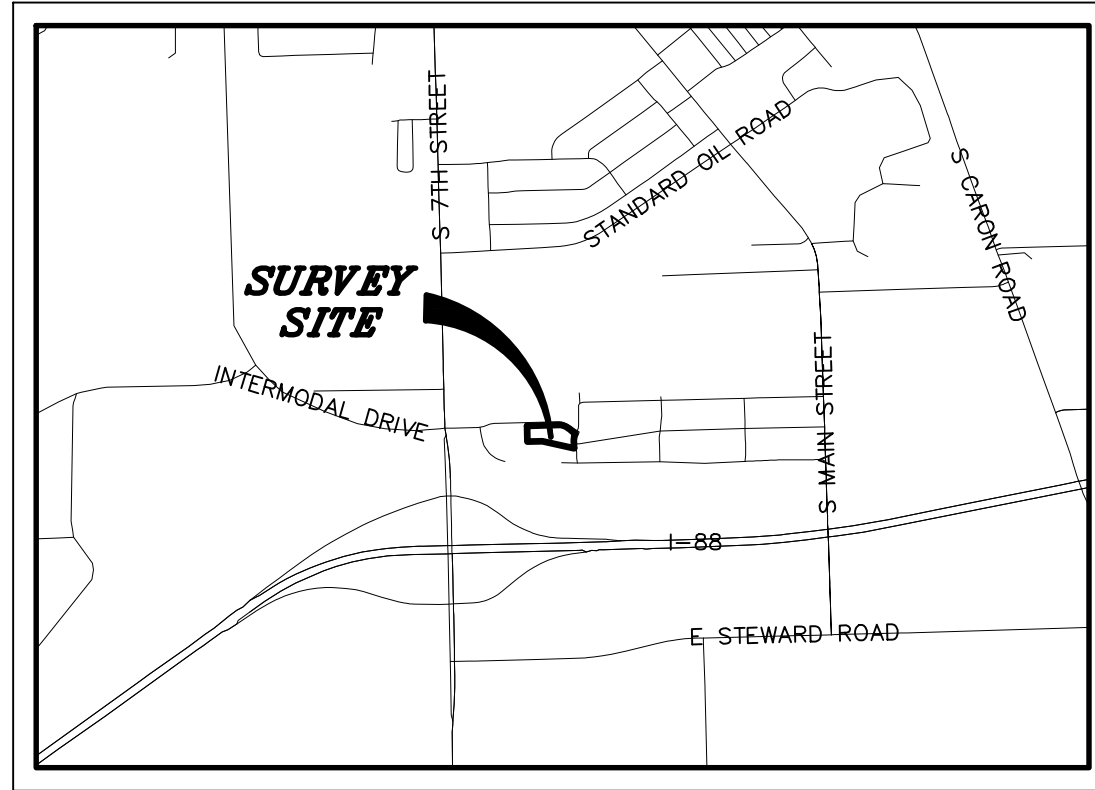 S 7TH STREET
STANDARD OIL ROAD
S CARON ROAD
SURVEY
SITE
INTERMODAL DRIVE
S MAIN STREET
I-88
E STEWARD ROAD